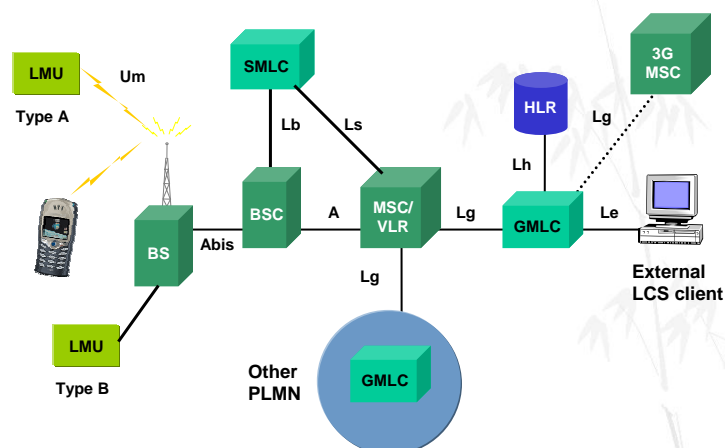 LMU
Um
Type A
SMLC
3G
MSC
HLR
Lg
Lb
Ls
Lh
BSC
A
MSC/
VLR
Lg
GMLC
Le
BS
Abis
External
LCS client
Lg
LMU
Type B
Other
PLMN
GMLC